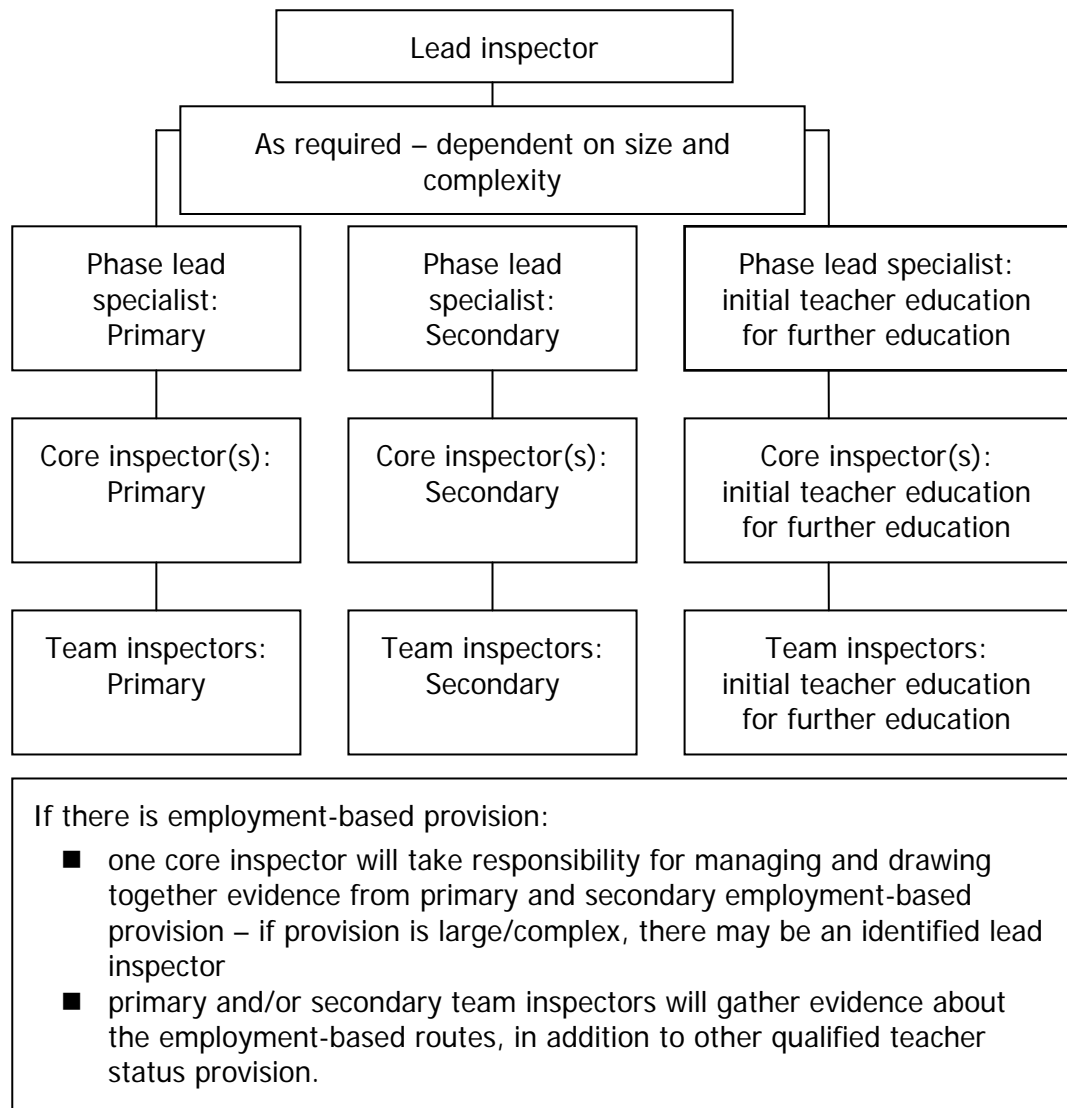 Lead inspector
As required – dependent on size and
complexity
Phase lead
specialist:
Primary
Phase lead
specialist:
Secondary
Phase lead specialist:
initial teacher education
for further education
Core inspector(s):
Primary
Core inspector(s):
Secondary
Core inspector(s):
initial teacher education
for further education
Team inspectors:
Primary
Team inspectors:
Secondary
Team inspectors:
initial teacher education
for further education
If there is employment-based provision:
■ one core inspector will take responsibility for managing and drawing
together evidence from primary and secondary employment-based
provision – if provision is large/complex, there may be an identified lead
inspector
■ primary and/or secondary team inspectors will gather evidence about
the employment-based routes, in addition to other qualified teacher
status provision.